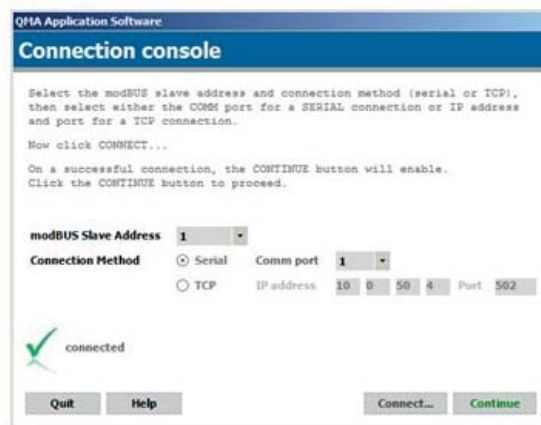 QMA Application Software
Connection console
Select the modBUS slave address and connection method (serial or TCP),
then select either the COMM port for a SERIAL connection or IP address
and port for a TCP connection.
Now click CONNECT...
On a successful connection, the CONTINUE button will enable.
Click the CONTINUE button to proceed.
modBUS Slave Address 1
Connection Method Serial Comm port 1
TCP IP address 10 0 50 4 Port 502
connected
Quit Help Connect... Continue